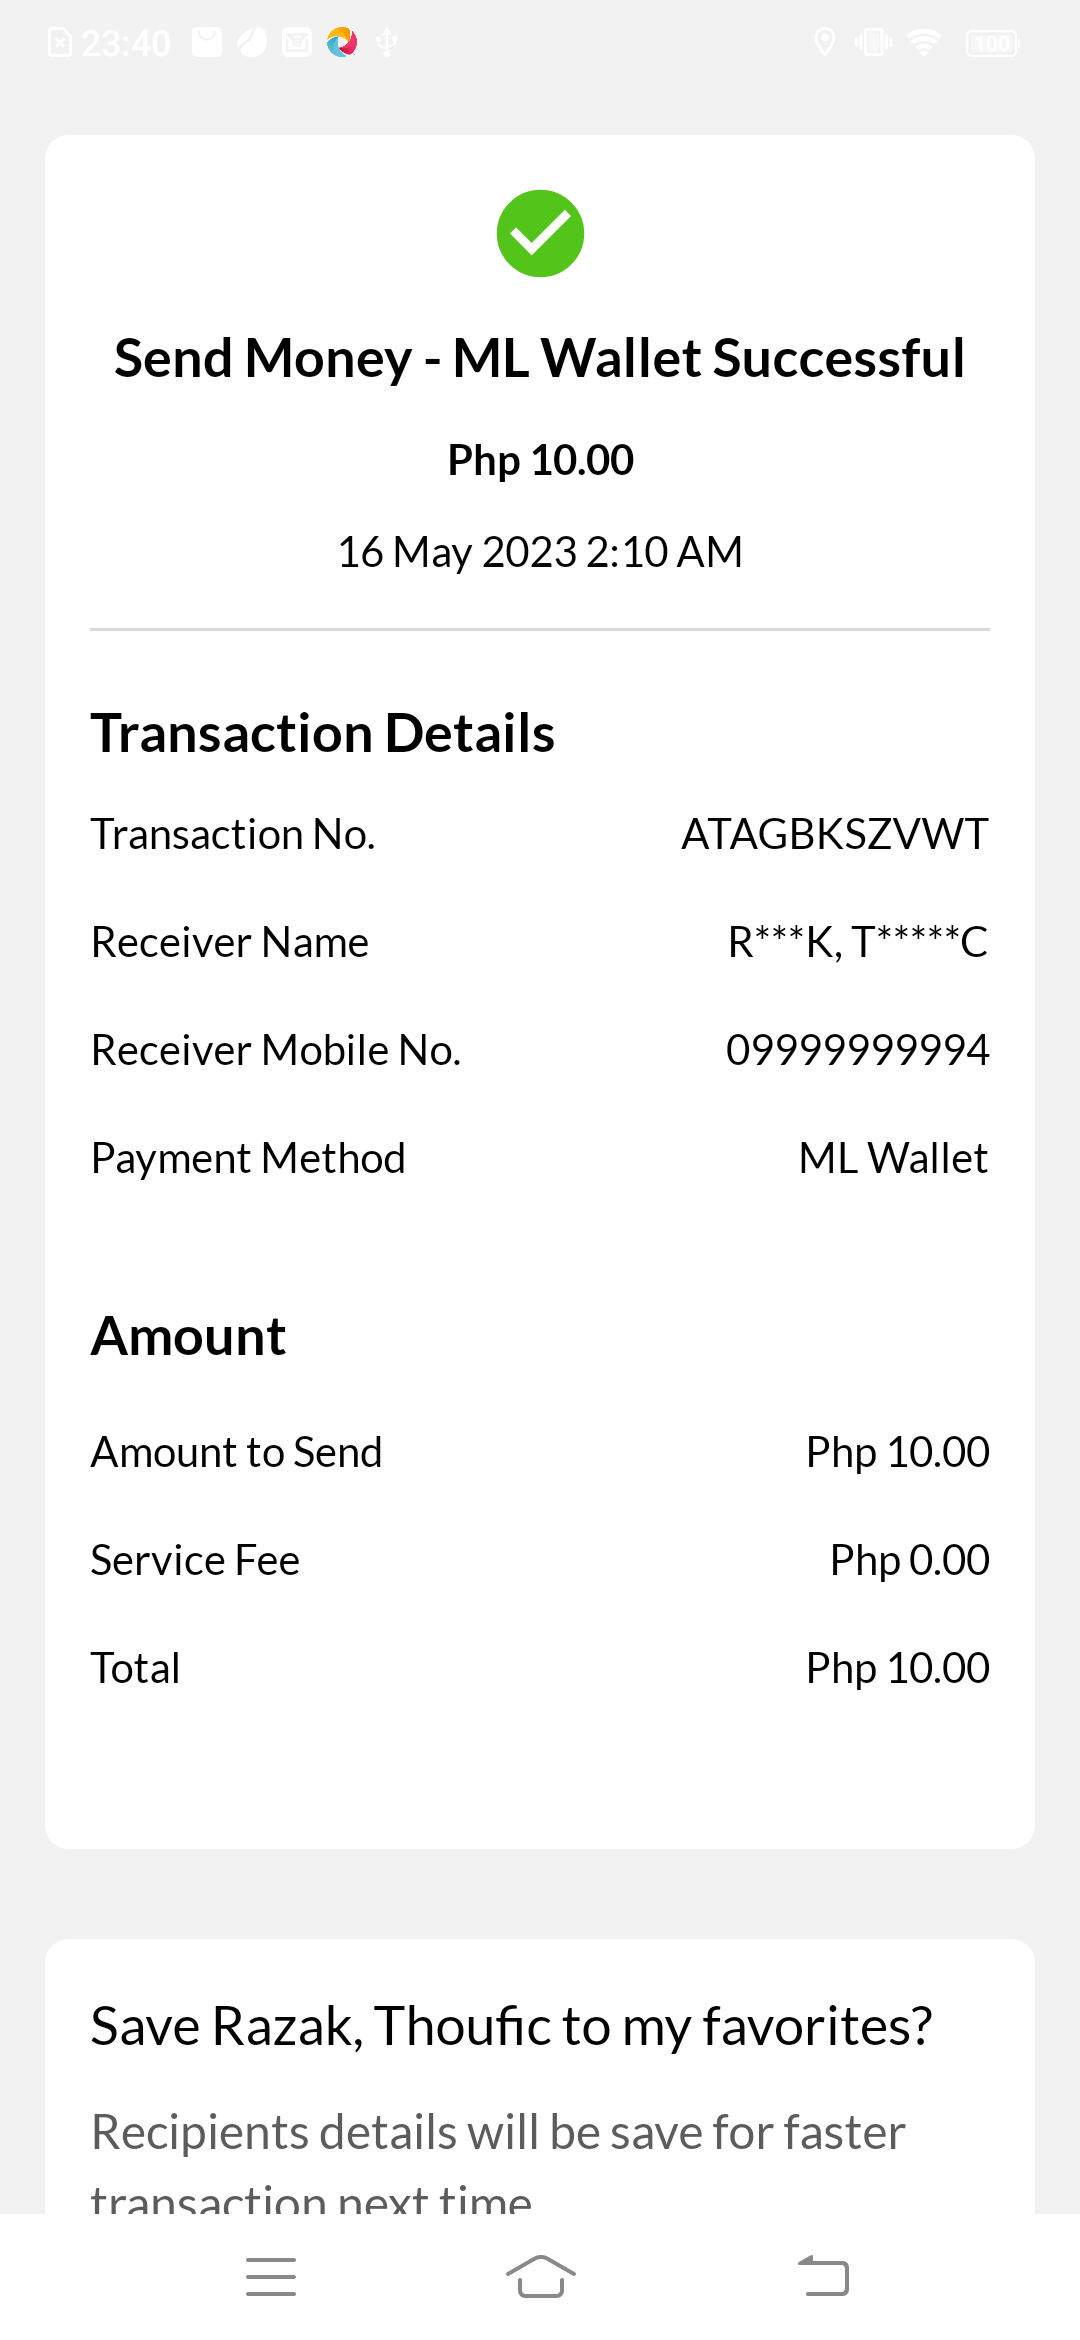 23:40
100
Send Money - ML Wallet Successful
Php 10.00
16 May 2023 2:10 AM
Transaction Details
Transaction No. ATAGBKSZVWT
Receiver Name R***K, T*****C
Receiver Mobile No. 09999999994
Payment Method ML Wallet
Amount
Amount to Send Php 10.00
Service Fee Php 0.00
Total Php 10.00
Save Razak, Thoufic to my favorites?
Recipients details will be save for faster
transaction next time